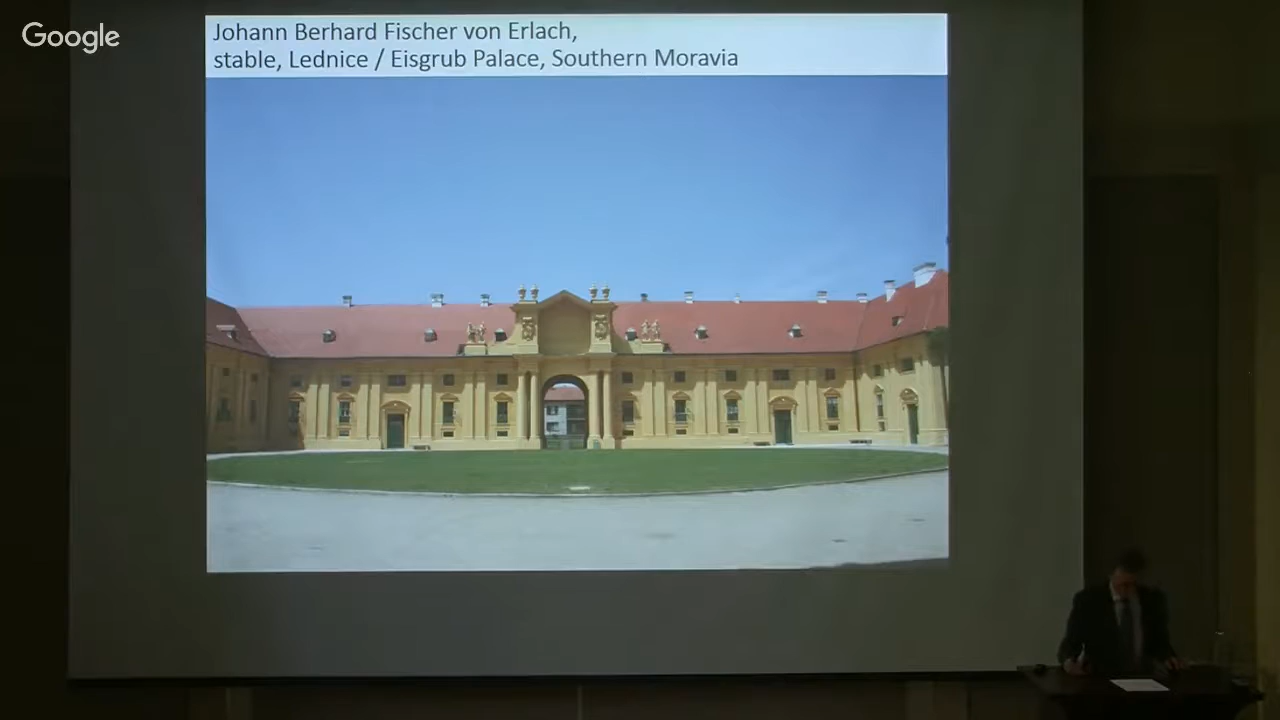 Google
Johann Berhard Fischer von Erlach,
stable, Lednice / Eisgrub Palace, Southern Moravia